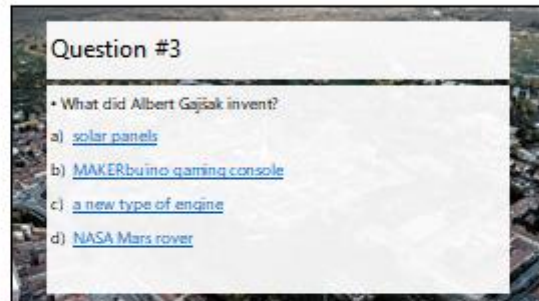 Question #3
• What did Albert Gajšak invent?
a) solar panels
b) MAKERbuino gaming console
c) a new type of engine
d) NASA Mars rover